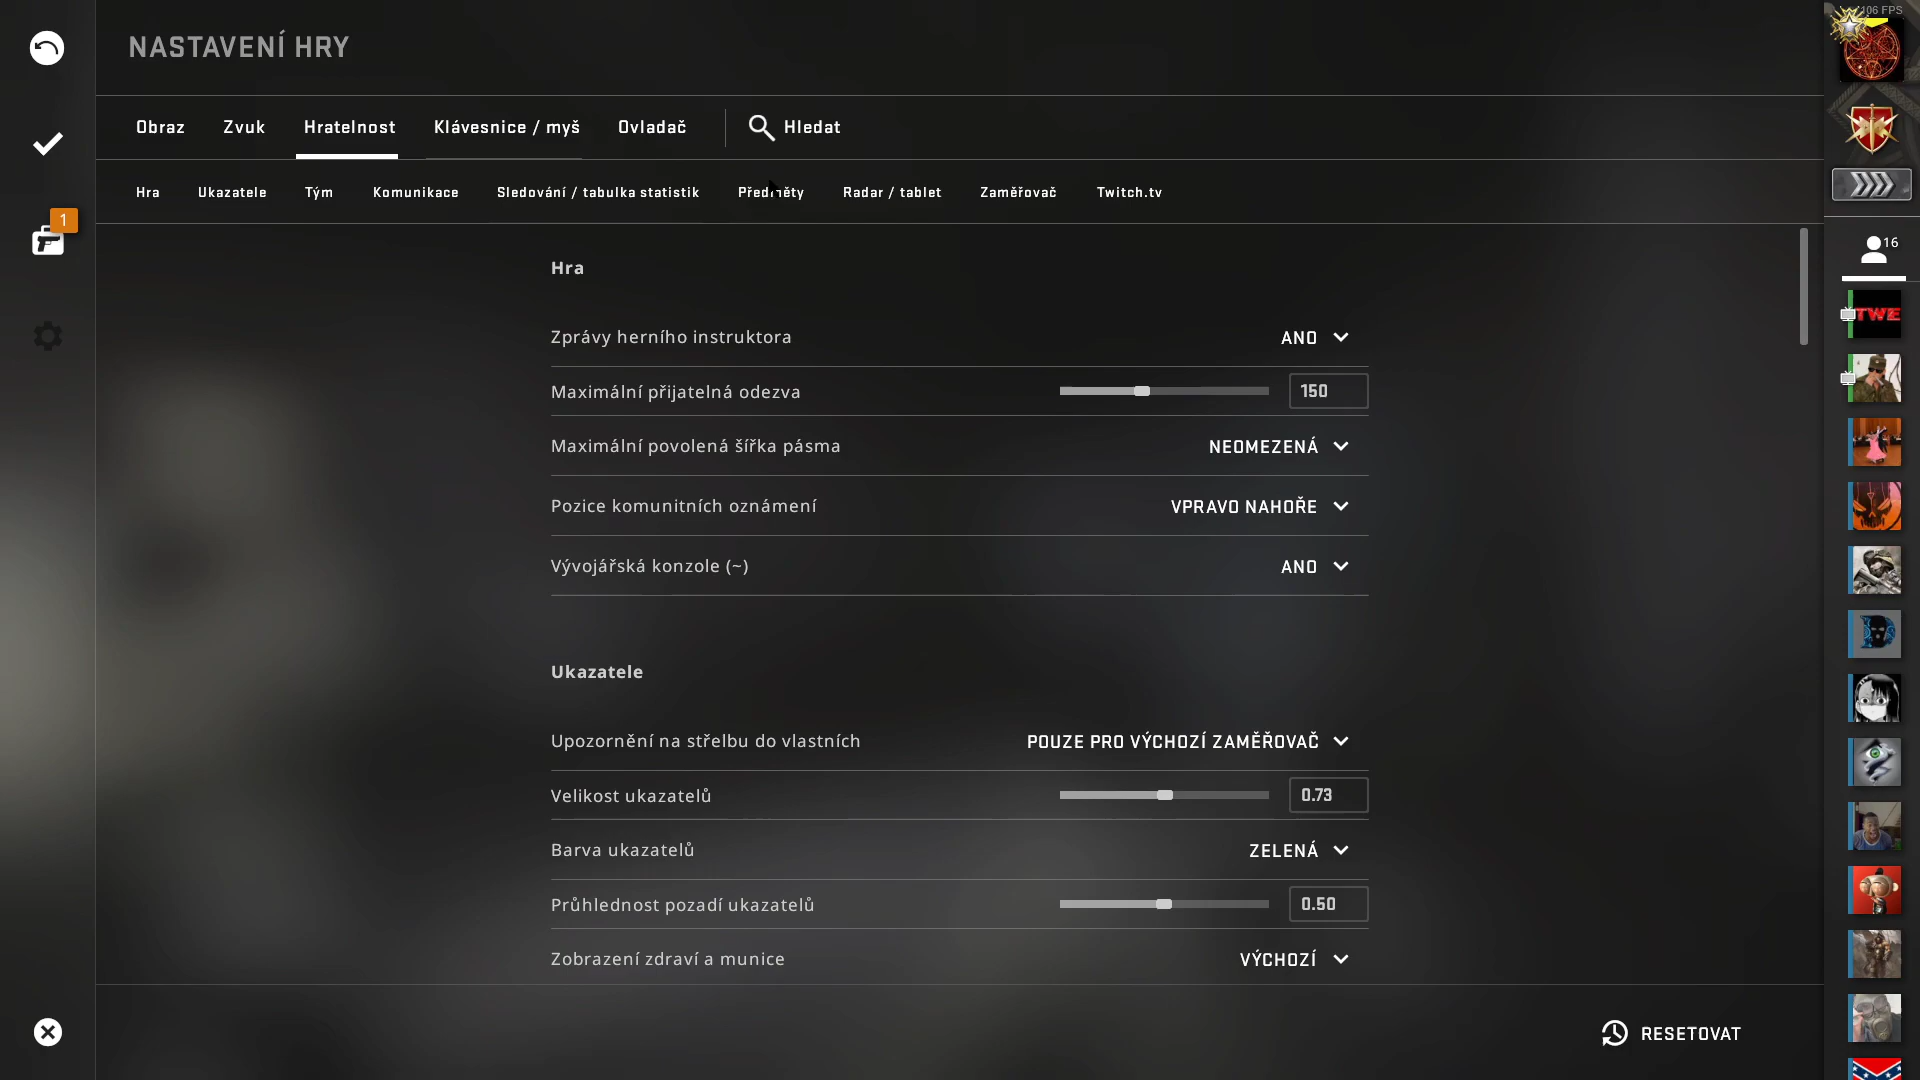 106 FPS
NASTAVENÍ HRY
Obraz Zvuk Hratelnost Klávesnice / myš Ovladač Hledat
Hra Ukazatele Tým Komunikace Sledování / tabulka statistik Předměty Radar / tablet Zaměřovač Twitch.tv
1
16
Hra
Zprávy herního instruktora ANO
TWE
Maximální přijatelná odezva 150
Maximální povolená šířka pásma NEOMEZENÁ
Pozice komunitních oznámení VPRAVO NAHOŘE
Vývojářská konzole (~) ANO
Ukazatele
Upozornění na střelbu do vlastních POUZE PRO VÝCHOZÍ ZAMĚŘOVAČ
Velikost ukazatelů 0.73
Barva ukazatelů ZELENÁ
Průhlednost pozadí ukazatelů 0.50
Zobrazení zdraví a munice VÝCHOZÍ
RESETOVAT